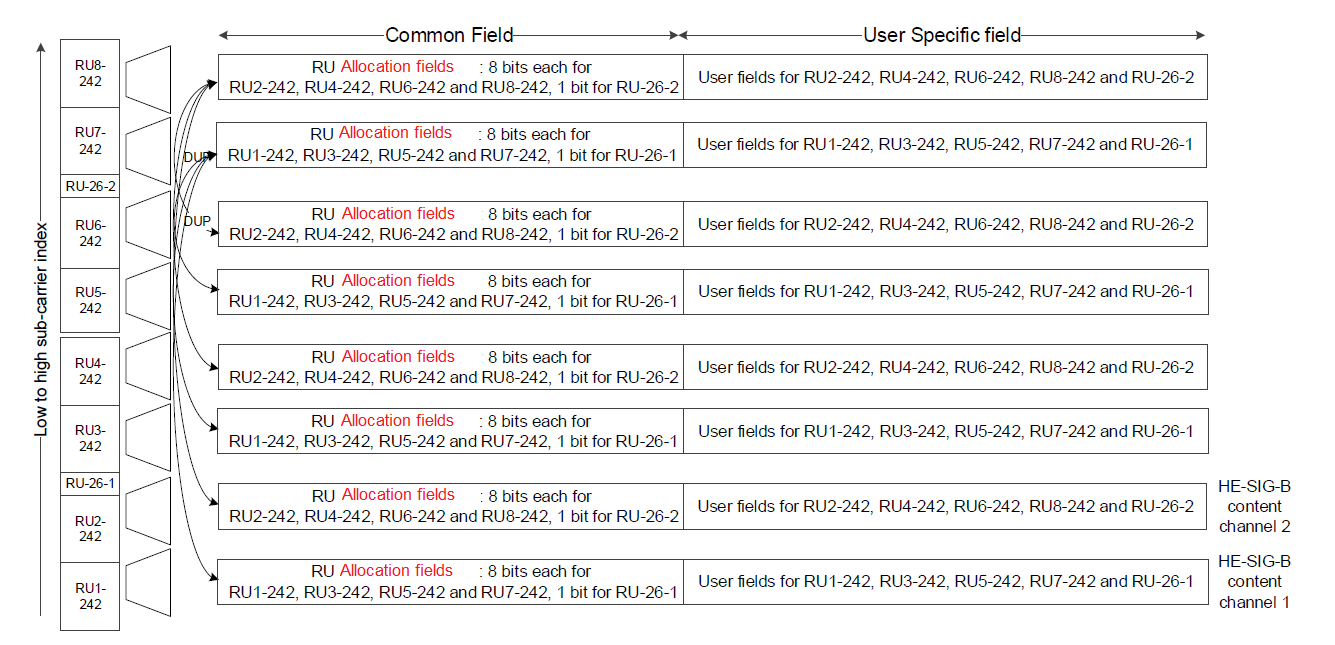 Common Field
User Specific field
Low to high sub-carrier index
RU8-
242
RU7-
242
RU-26-2
RU6-
242
RU5-
242
RU4-
242
RU3-
242
RU-26-1
RU2-
242
RU1-
242
DUP
DUP
RU Allocation fields : 8 bits each for
RU2-242, RU4-242, RU6-242 and RU8-242, 1 bit for RU-26-2
User fields for RU2-242, RU4-242, RU6-242, RU8-242 and RU-26-2
RU Allocation fields : 8 bits each for
RU1-242, RU3-242, RU5-242 and RU7-242, 1 bit for RU-26-1
User fields for RU1-242, RU3-242, RU5-242, RU7-242 and RU-26-1
RU Allocation fields : 8 bits each for
RU2-242, RU4-242, RU6-242 and RU8-242, 1 bit for RU-26-2
User fields for RU2-242, RU4-242, RU6-242, RU8-242 and RU-26-2
RU Allocation fields : 8 bits each for
RU1-242, RU3-242, RU5-242 and RU7-242, 1 bit for RU-26-1
User fields for RU1-242, RU3-242, RU5-242, RU7-242 and RU-26-1
RU Allocation fields : 8 bits each for
RU2-242, RU4-242, RU6-242 and RU8-242, 1 bit for RU-26-2
User fields for RU2-242, RU4-242, RU6-242, RU8-242 and RU-26-2
RU Allocation fields : 8 bits each for
RU1-242, RU3-242, RU5-242 and RU7-242, 1 bit for RU-26-1
User fields for RU1-242, RU3-242, RU5-242, RU7-242 and RU-26-1
RU Allocation fields : 8 bits each for
RU2-242, RU4-242, RU6-242 and RU8-242, 1 bit for RU-26-2
User fields for RU2-242, RU4-242, RU6-242, RU8-242 and RU-26-2
HE-SIG-B
content
channel 2
RU Allocation fields : 8 bits each for
RU1-242, RU3-242, RU5-242 and RU7-242, 1 bit for RU-26-1
User fields for RU1-242, RU3-242, RU5-242, RU7-242 and RU-26-1
HE-SIG-B
content
channel 1